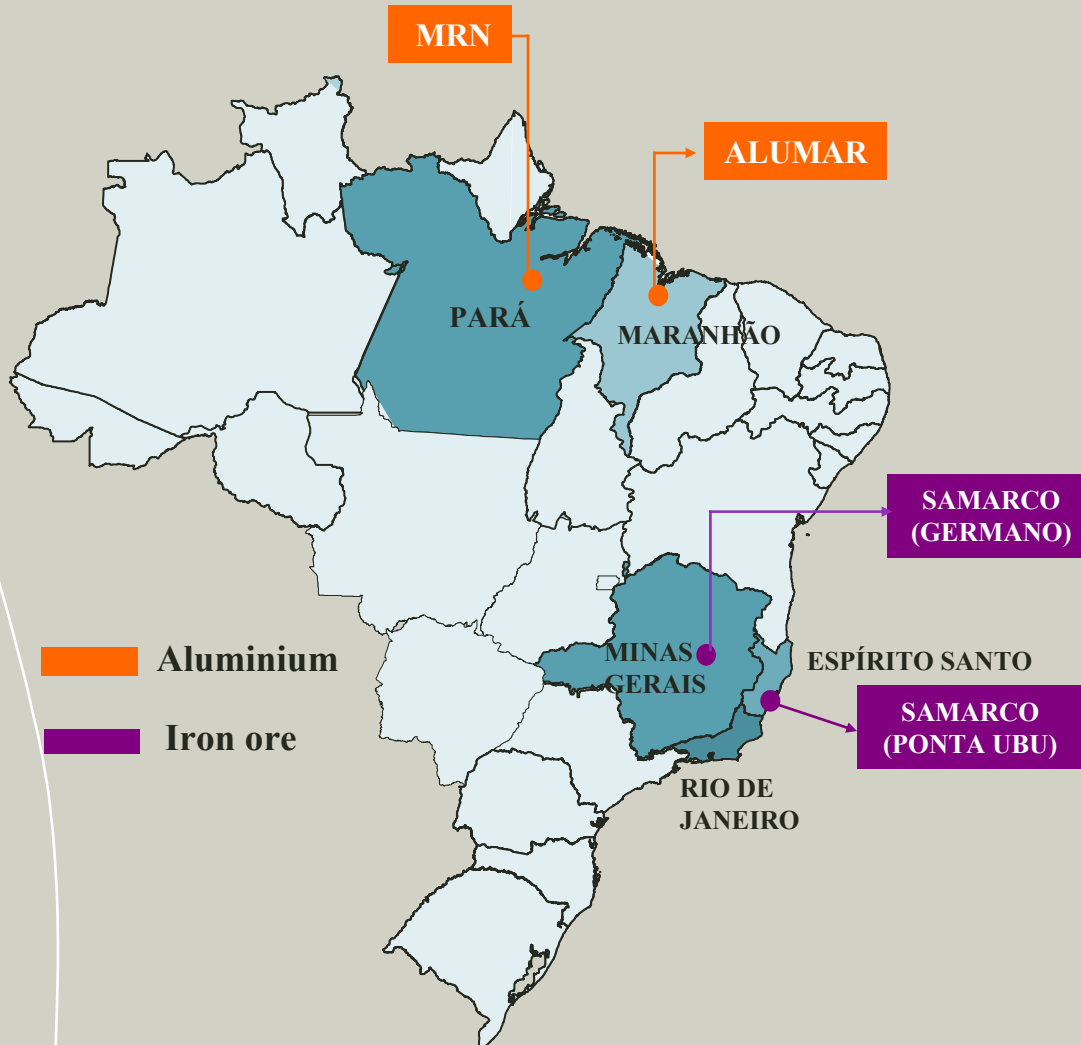 MRN
ALUMAR
PARÁ
MARANHÃO
SAMARCO
(GERMANO)
MINAS
GERAIS
ESPÍRITO SANTO
Aluminium
SAMARCO
(PONTA UBU)
Iron ore
RIO DE
JANEIRO